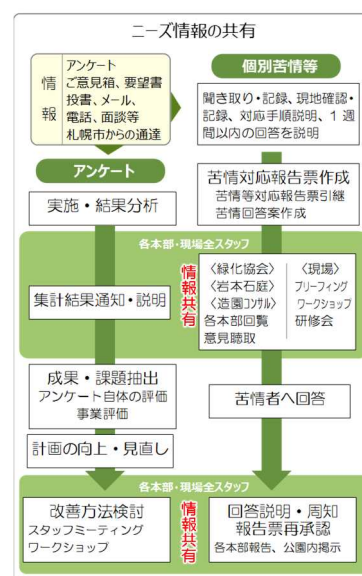 ニーズ情報の共有
情報
アンケート
ご意見箱、要望書
投書、メール、
電話、面談等
札幌市からの通達
個別苦情等
聞き取り・記録、現地確認・
記録、対応手順説明、1週
間以内の回答を説明
アンケート
実施・結果分析
苦情対応報告票作成
苦情等対応報告票引継
苦情回答案作成
各本部・現場全スタッフ
集計結果通知・説明
情報共有
〈緑化協会〉
〈岩本石庭〉
〈造園コンサル〉
各本部回覧
意見聴取
〈現場〉
ブリーフィング
ワークショップ
研修会
成果・課題抽出
アンケート自体の評価
事業評価
苦情者へ回答
計画の向上・見直し
各本部・現場全スタッフ
改善方法検討
スタッフミーティング
ワークショップ
情報共有
回答説明・周知
報告票再承認
各本部報告、公園内掲示